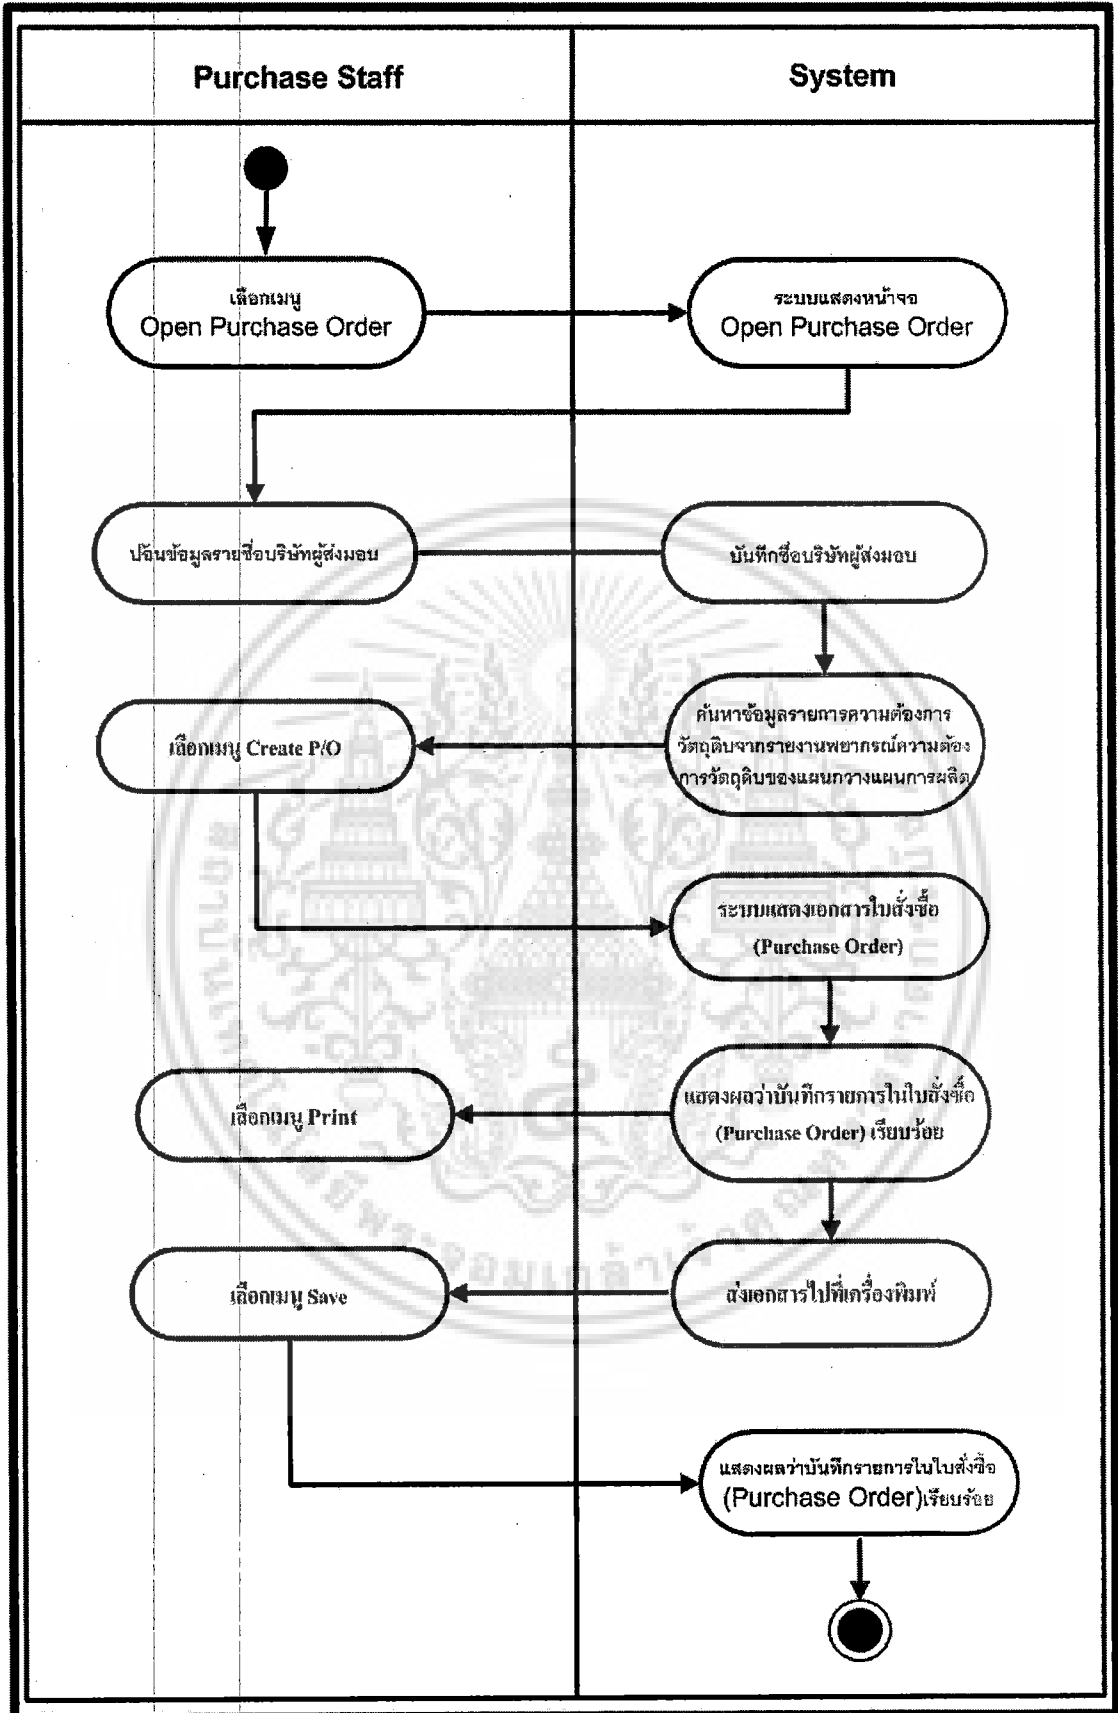 Purchase Staff
System
เลือกเมนู
Open Purchase Order
ระบบแสดงหน้าจอ
Open Purchase Order
ป้อนข้อมูลรายชื่อบริษัทผู้ส่งมอบ
บันทึกชื่อบริษัทผู้ส่งมอบ
ค้นหาข้อมูลรายการความต้องการ
วัตถุดิบจากรายงานพยากรณ์ความต้อง
การวัตถุดิบของแผนกวางแผนการผลิต
เลือกเมนู Create P/O
ระบบแสดงเอกสารใบสั่งซื้อ
(Purchase Order)
แสดงผลว่าบันทึกรายการในใบสั่งซื้อ
(Purchase Order) เรียบร้อย
เลือกเมนู Print
ส่งเอกสารไปที่เครื่องพิมพ์
เลือกเมนู Save
แสดงผลว่าบันทึกรายการในใบสั่งซื้อ
(Purchase Order)เรียบร้อย